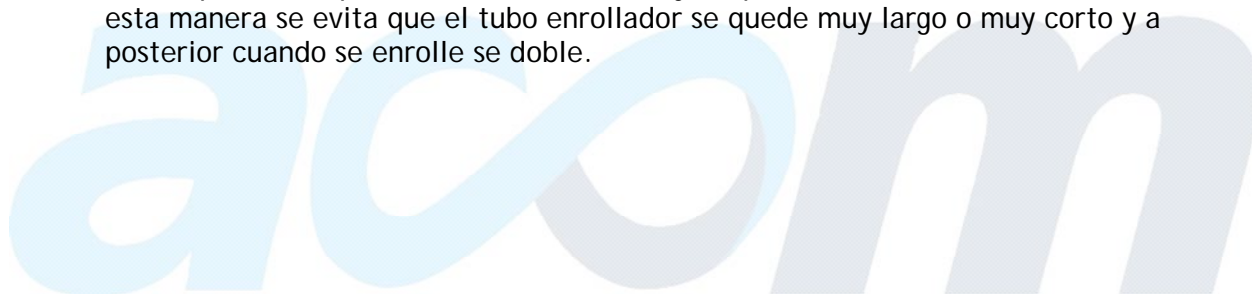 esta manera se evita que el tubo enrollador se quede muy largo o muy corto y a
posterior cuando se enrolle se doble.
acom